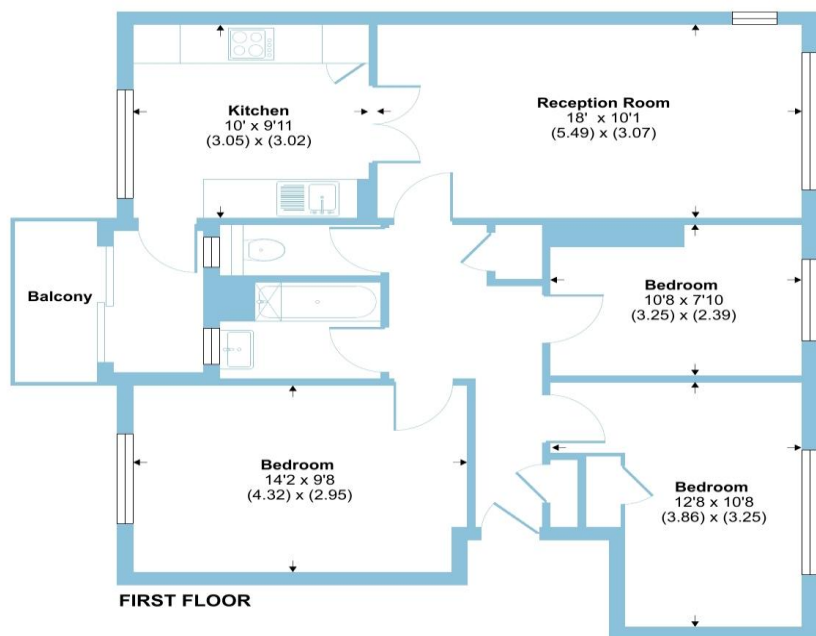 Kitchen
10' x 9'11
(3.05) x (3.02)
Reception Room
18' x 10'1
(5.49) x (3.07)
Balcony
Bedroom
10'8 x 7'10
(3.25) x (2.39)
Bedroom
14'2 x 9'8
(4.32) x (2.95)
Bedroom
12'8 x 10'8
(3.86) x (3.25)
FIRST FLOOR